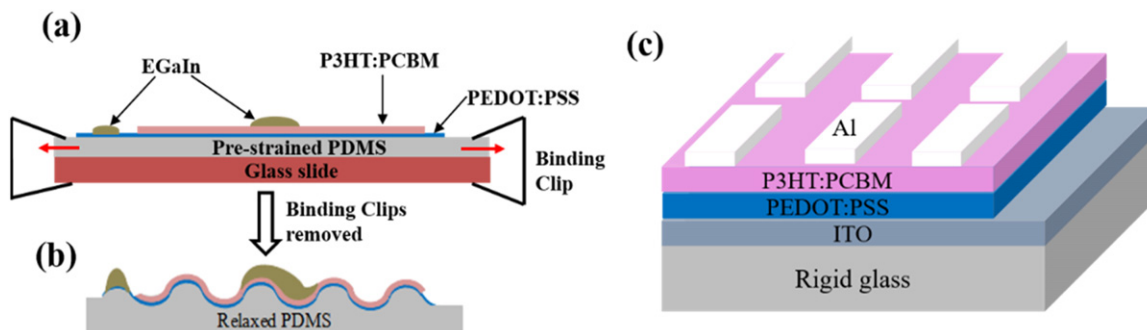 (a)
EGaIn
P3HT:PCBM
PEDOT:PSS
Pre-strained PDMS
Glass slide
Binding
Clip
Binding Clips
removed
(b)
Relaxed PDMS
(c)
Al
P3HT:PCBM
PEDOT:PSS
ITO
Rigid glass